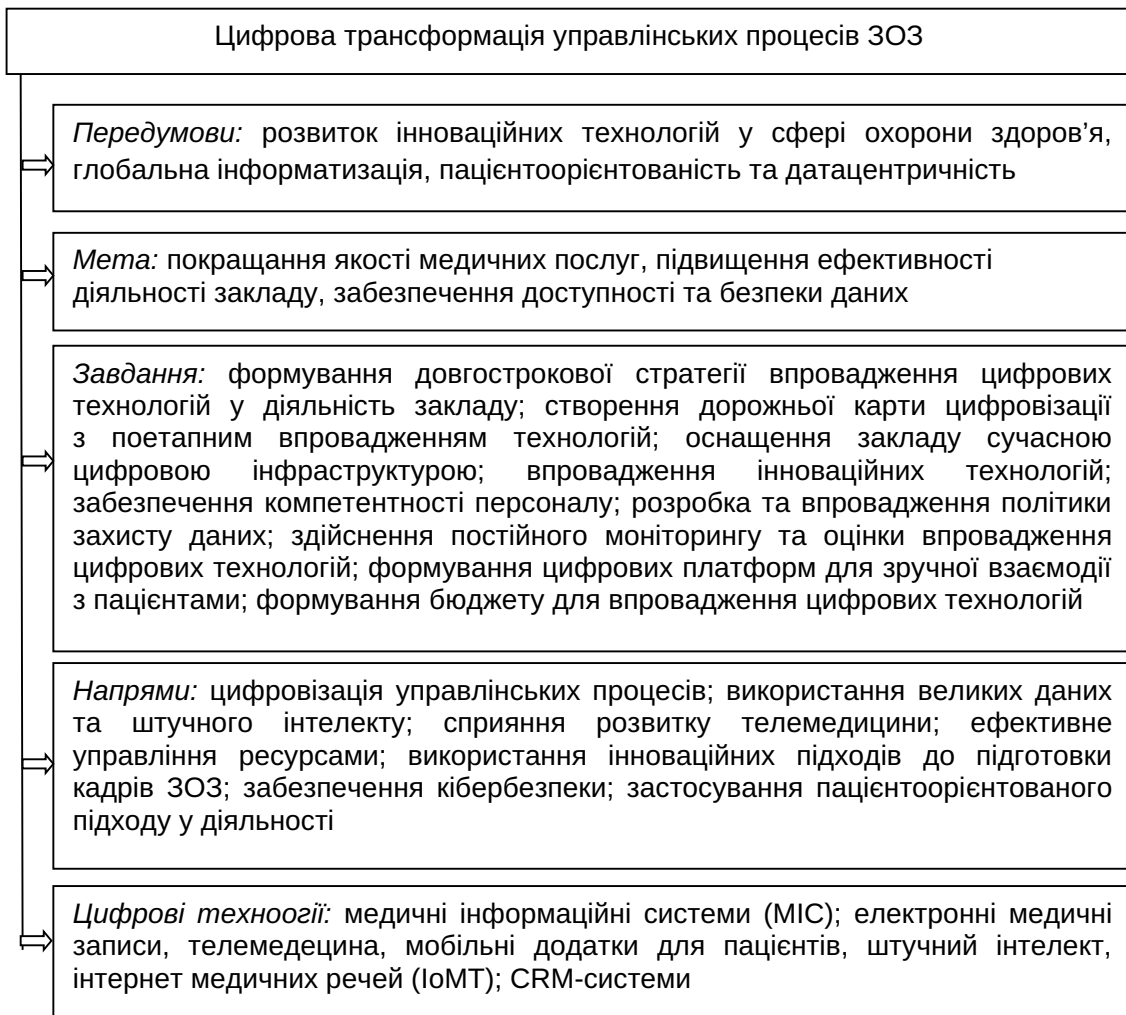 Цифрова трансформація управлінських процесів ЗОЗ
Передумови: розвиток інноваційних технологій у сфері охорони здоров’я,
глобальна інформатизація, пацієнтоорієнтованість та датацентричність
Мета: покращання якості медичних послуг, підвищення ефективності
діяльності закладу, забезпечення доступності та безпеки даних
Завдання: формування довгострокової стратегії впровадження цифрових
технологій у діяльність закладу; створення дорожньої карти цифровізації
з поетапним впровадженням технологій; оснащення закладу сучасною
цифровою інфраструктурою; впровадження інноваційних технологій;
забезпечення компетентності персоналу; розробка та впровадження політики
захисту даних; здійснення постійного моніторингу та оцінки впровадження
цифрових технологій; формування цифрових платформ для зручної взаємодії
з пацієнтами; формування бюджету для впровадження цифрових технологій
Напрями: цифровізація управлінських процесів; використання великих даних
та штучного інтелекту; сприяння розвитку телемедицини; ефективне
управління ресурсами; використання інноваційних підходів до підготовки
кадрів ЗОЗ; забезпечення кібербезпеки; застосування пацієнтоорієнтованого
підходу у діяльності
Цифрові техноогії: медичні інформаційні системи (МІС); електронні медичні
записи, телемедецина, мобільні додатки для пацієнтів, штучний інтелект,
інтернет медичних речей (IoMT); CRM-системи